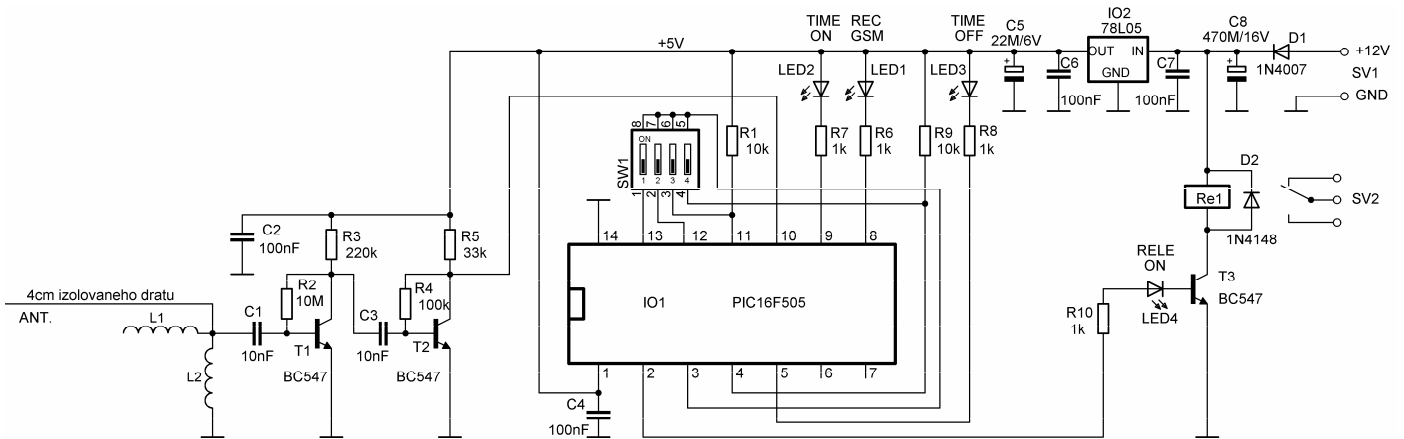 TIME ON
REC GSM
TIME OFF
C5
22M/6V
IO2
78L05
C8
470M/16V
D1
+5V
OUT IN
GND
C6
100nF
C7
100nF
1N4007
+12V
SV1
GND
LED2
LED1
LED3
8 7 6 5
ON
1 2 3 4
SW1
1 2 3 4
R1
10k
R7
1k
R6
1k
R9
10k
R8
1k
D2
Re1
1N4148
SV2
C2
100nF
R3
220k
R5
33k
14 13 12 11 10 9 8
RELE ON
R2
10M
R4
100k
IO1
PIC16F505
T3
BC547
4cm izolovaneho dratu
ANT.
L1
C1
10nF
C3
10nF
T1
BC547
T2
BC547
R10
1k
LED4
L2
1 2 3 4 5 6 7
C4
100nF
+
+